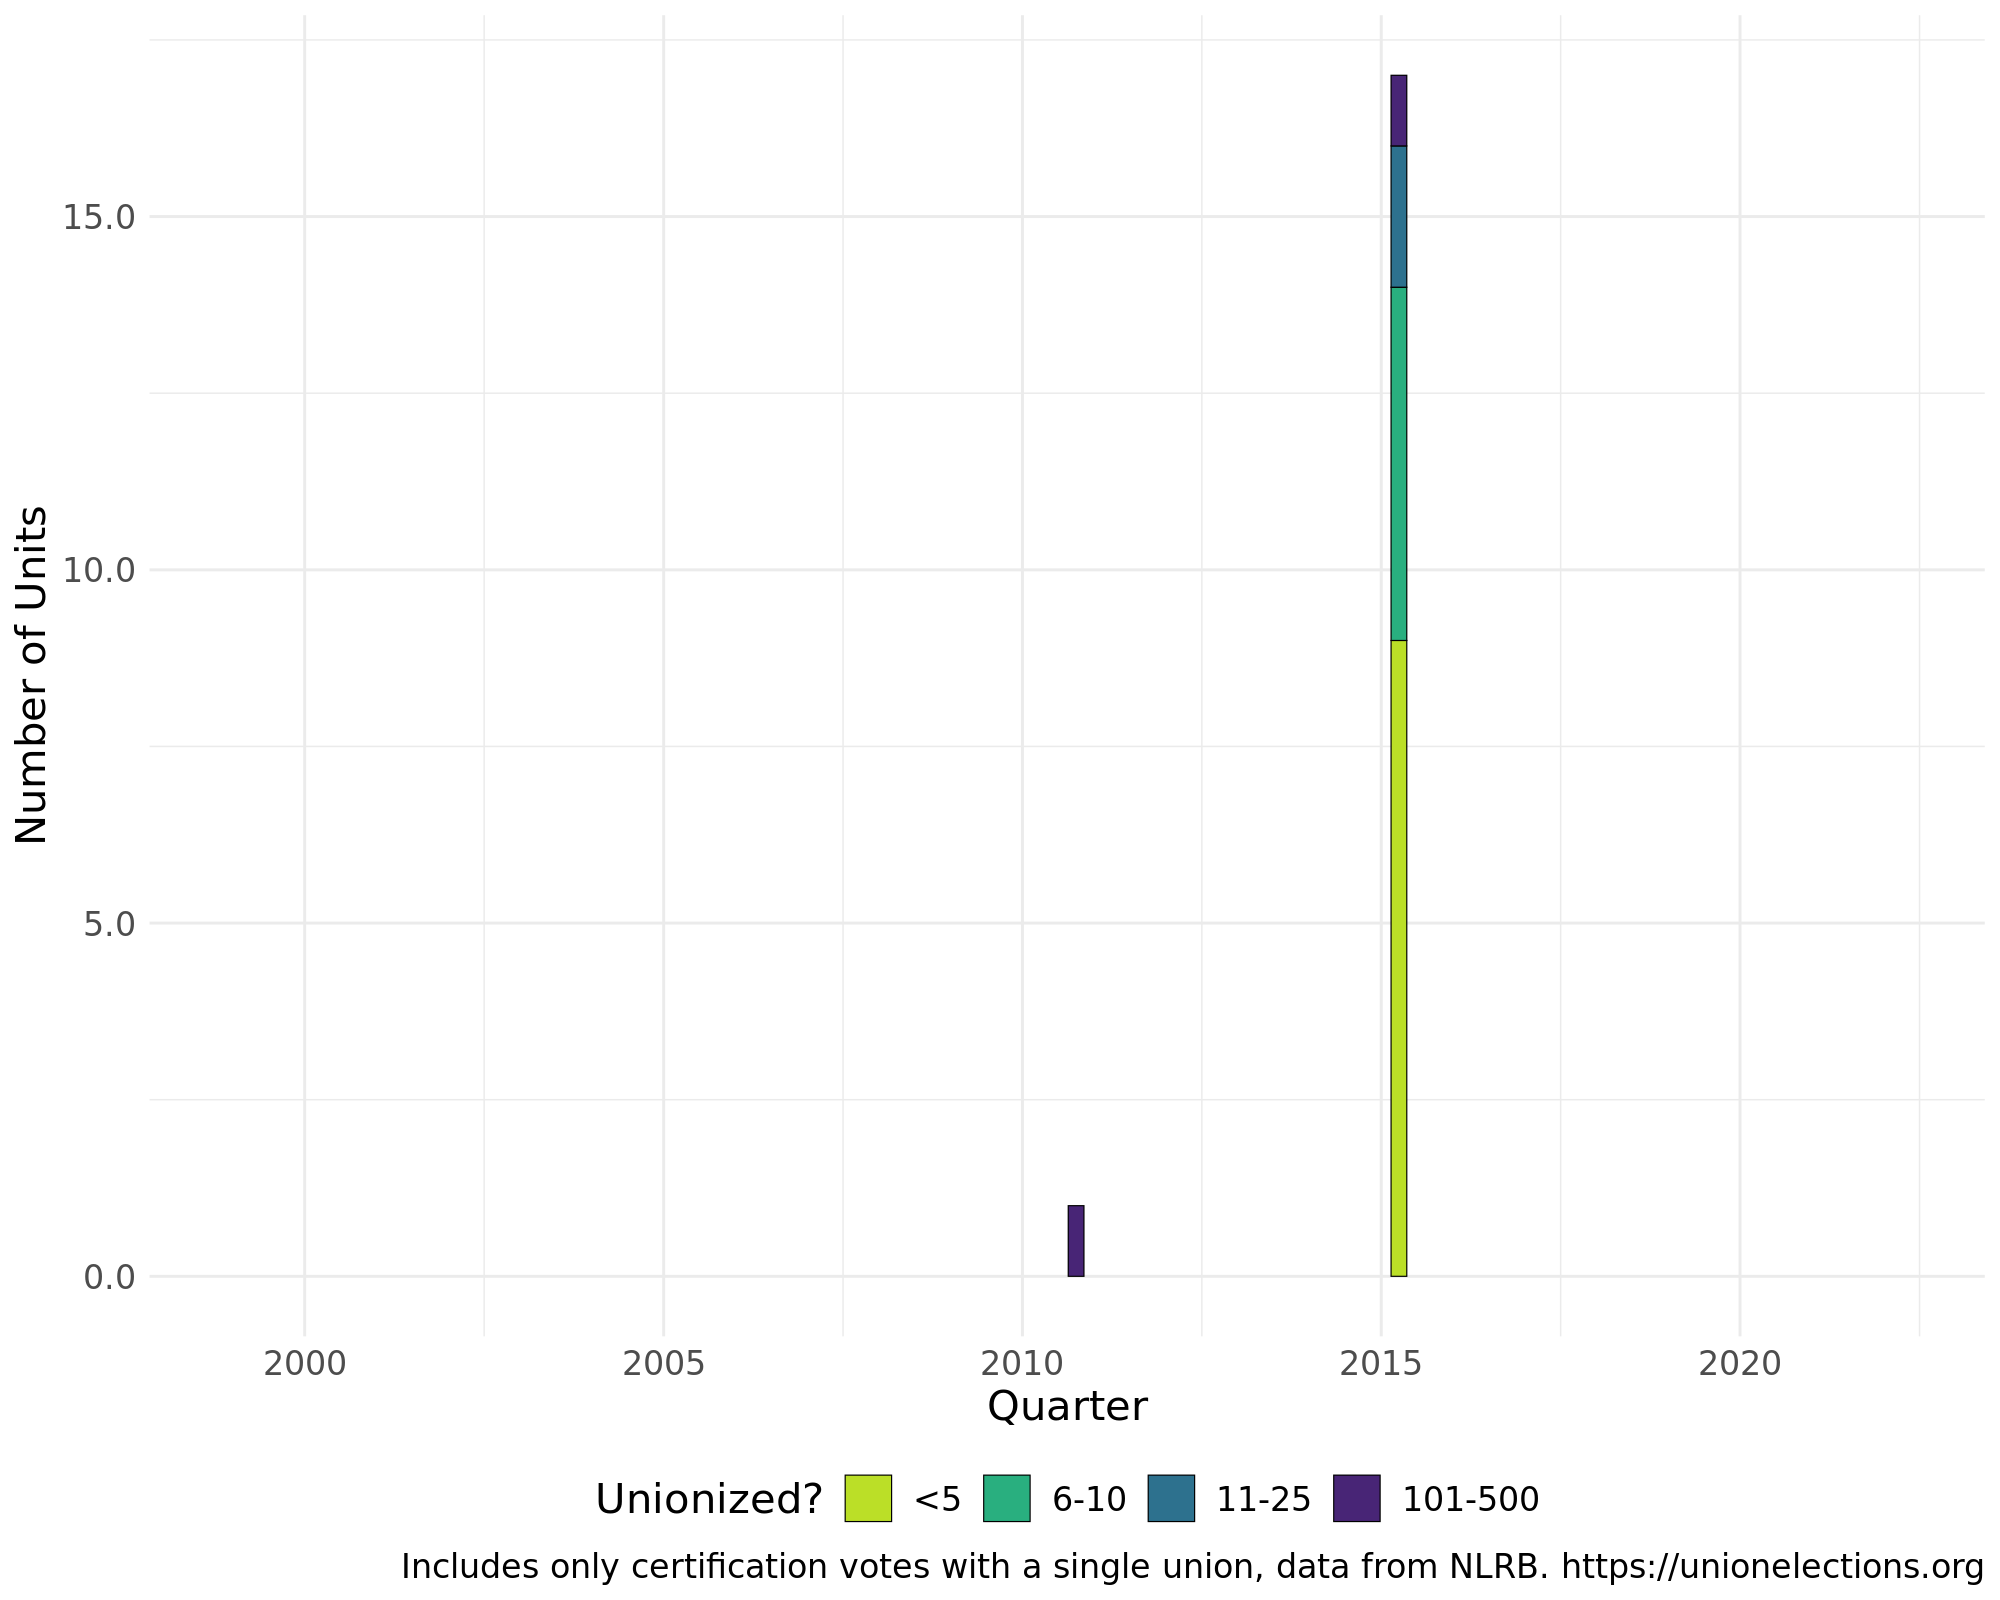 15.0
10.0
5.0
0.0
Number of Units
2000 2005 2010 2015 2020
Quarter
Unionized? <5 6-10 11-25 101-500
Includes only certification votes with a single union, data from NLRB. https://unionelections.org